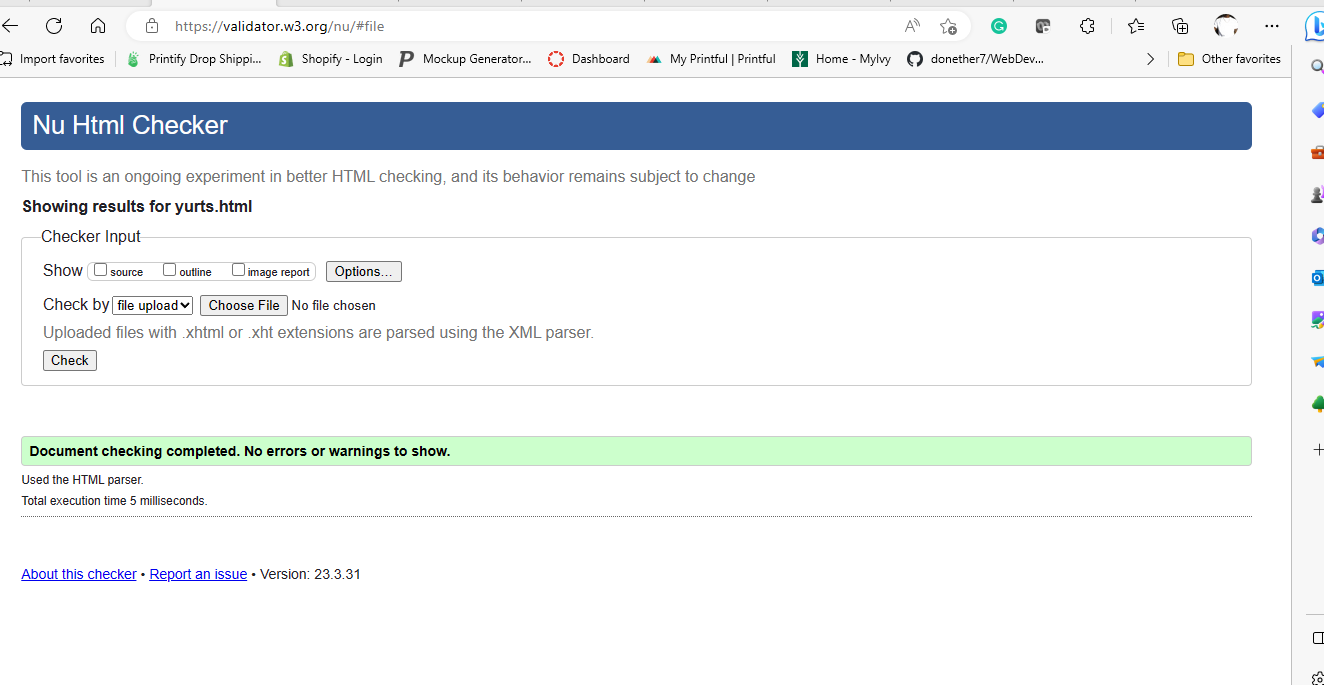 https://validator.w3.org/nu/#file
Import favorites Printify Drop Shippi... Shopify - Login Mockup Generator... Dashboard My Printful | Printful Home - MyIvy donether7/WebDev... Other favorites
Nu Html Checker
This tool is an ongoing experiment in better HTML checking, and its behavior remains subject to change
Showing results for yurts.html
Checker Input
Show source outline image report Options...
Check by file upload Choose File No file chosen
Uploaded files with .xhtml or .xht extensions are parsed using the XML parser.
Check
Document checking completed. No errors or warnings to show.
Used the HTML parser.
Total execution time 5 milliseconds.
About this checker • Report an issue • Version: 23.3.31